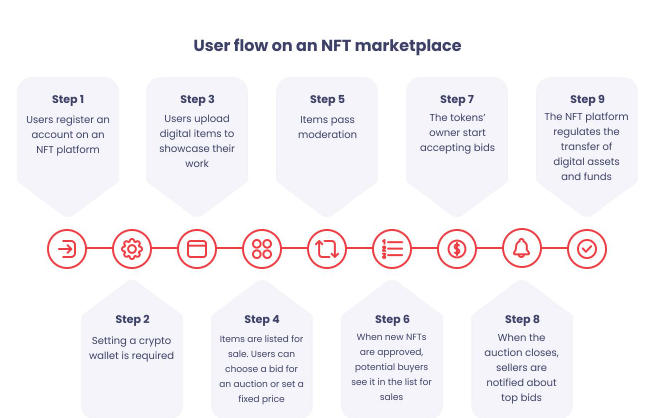 User flow on an NFT marketplace
Step 1
Users register an
account on an
NFT platform
Step 3
Users upload
digital items to
showcase their
work
Step 5
Items pass
moderation
Step 7
The tokens'
owner start
accepting bids
Step 9
The NFT platform
regulates the
transfer of
digital assets
and funds
Step 2
Setting a crypto
wallet is required
Step 4
Items are listed for
sale. Users can
choose a bid for
an auction or set a
fixed price
Step 6
When new NFTs
are approved,
potential buyers
see it in the list for
sales
Step 8
When the
auction closes,
sellers are
notified about
top bids